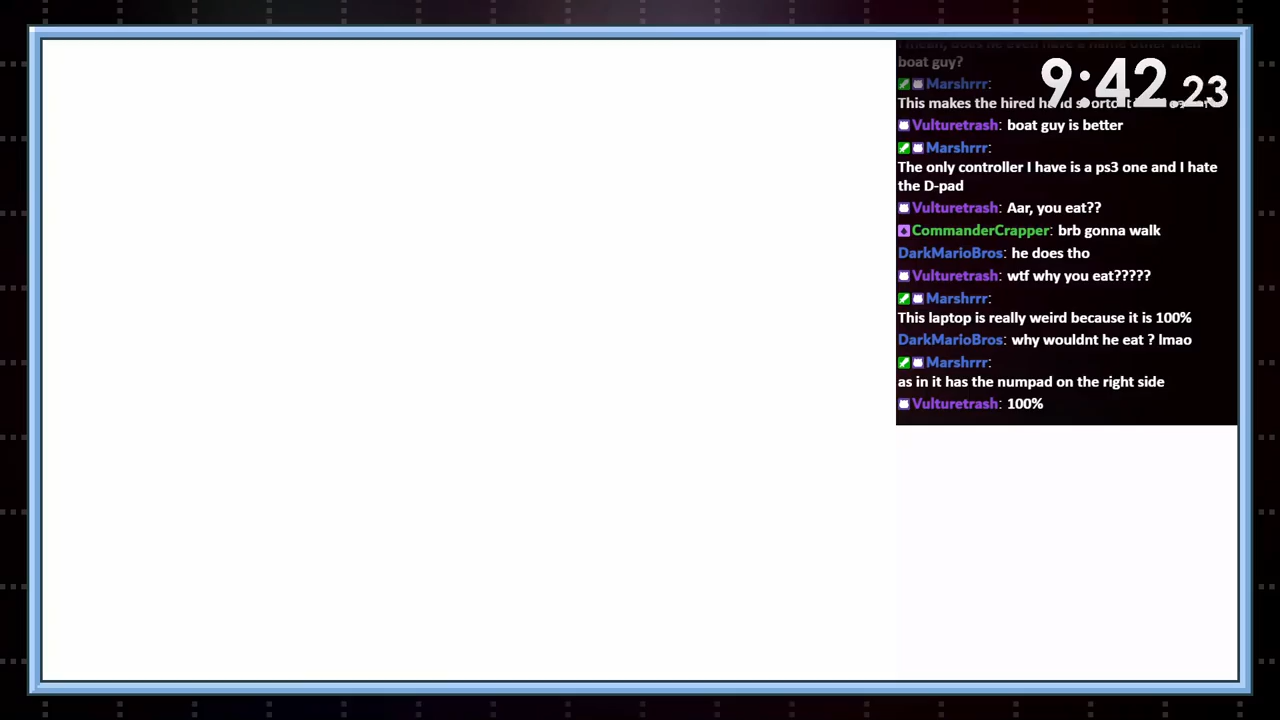 boat guy?
9:42.23
Marshrrr:
This makes the hired
Vulturetrash: boat guy is better
Marshrrr:
The only controller I have is a ps3 one and I hate
the D-pad
Vulturetrash: Aar, you eat??
CommanderCrapper: brb gonna walk
DarkMarioBros: he does tho
Vulturetrash: wtf why you eat?????
Marshrrr:
This laptop is really weird because it is 100%
DarkMarioBros: why wouldnt he eat ? lmao
Marshrrr:
as in it has the numpad on the right side
Vulturetrash: 100%